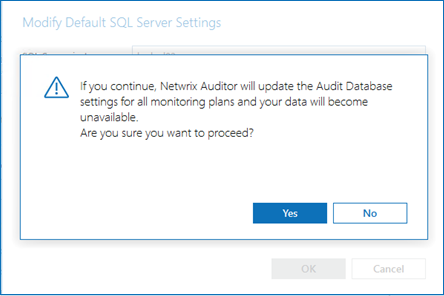 Modify Default SQL Server Settings
If you continue, Netwrix Auditor will update the Audit Database
settings for all monitoring plans and your data will become
unavailable.
Are you sure you want to proceed?
Yes No
OK Cancel